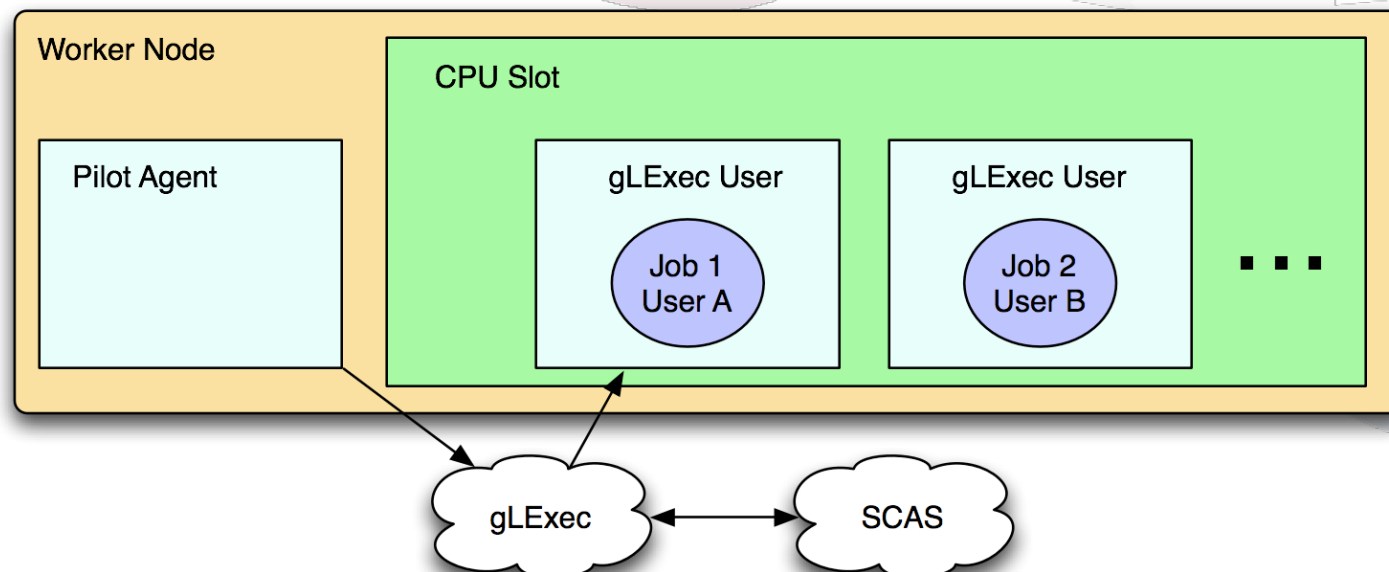 Worker Node
CPU Slot
Pilot Agent
gLExec User
gLExec User
Job 1
User A
Job 2
User B
gLExec
SCAS